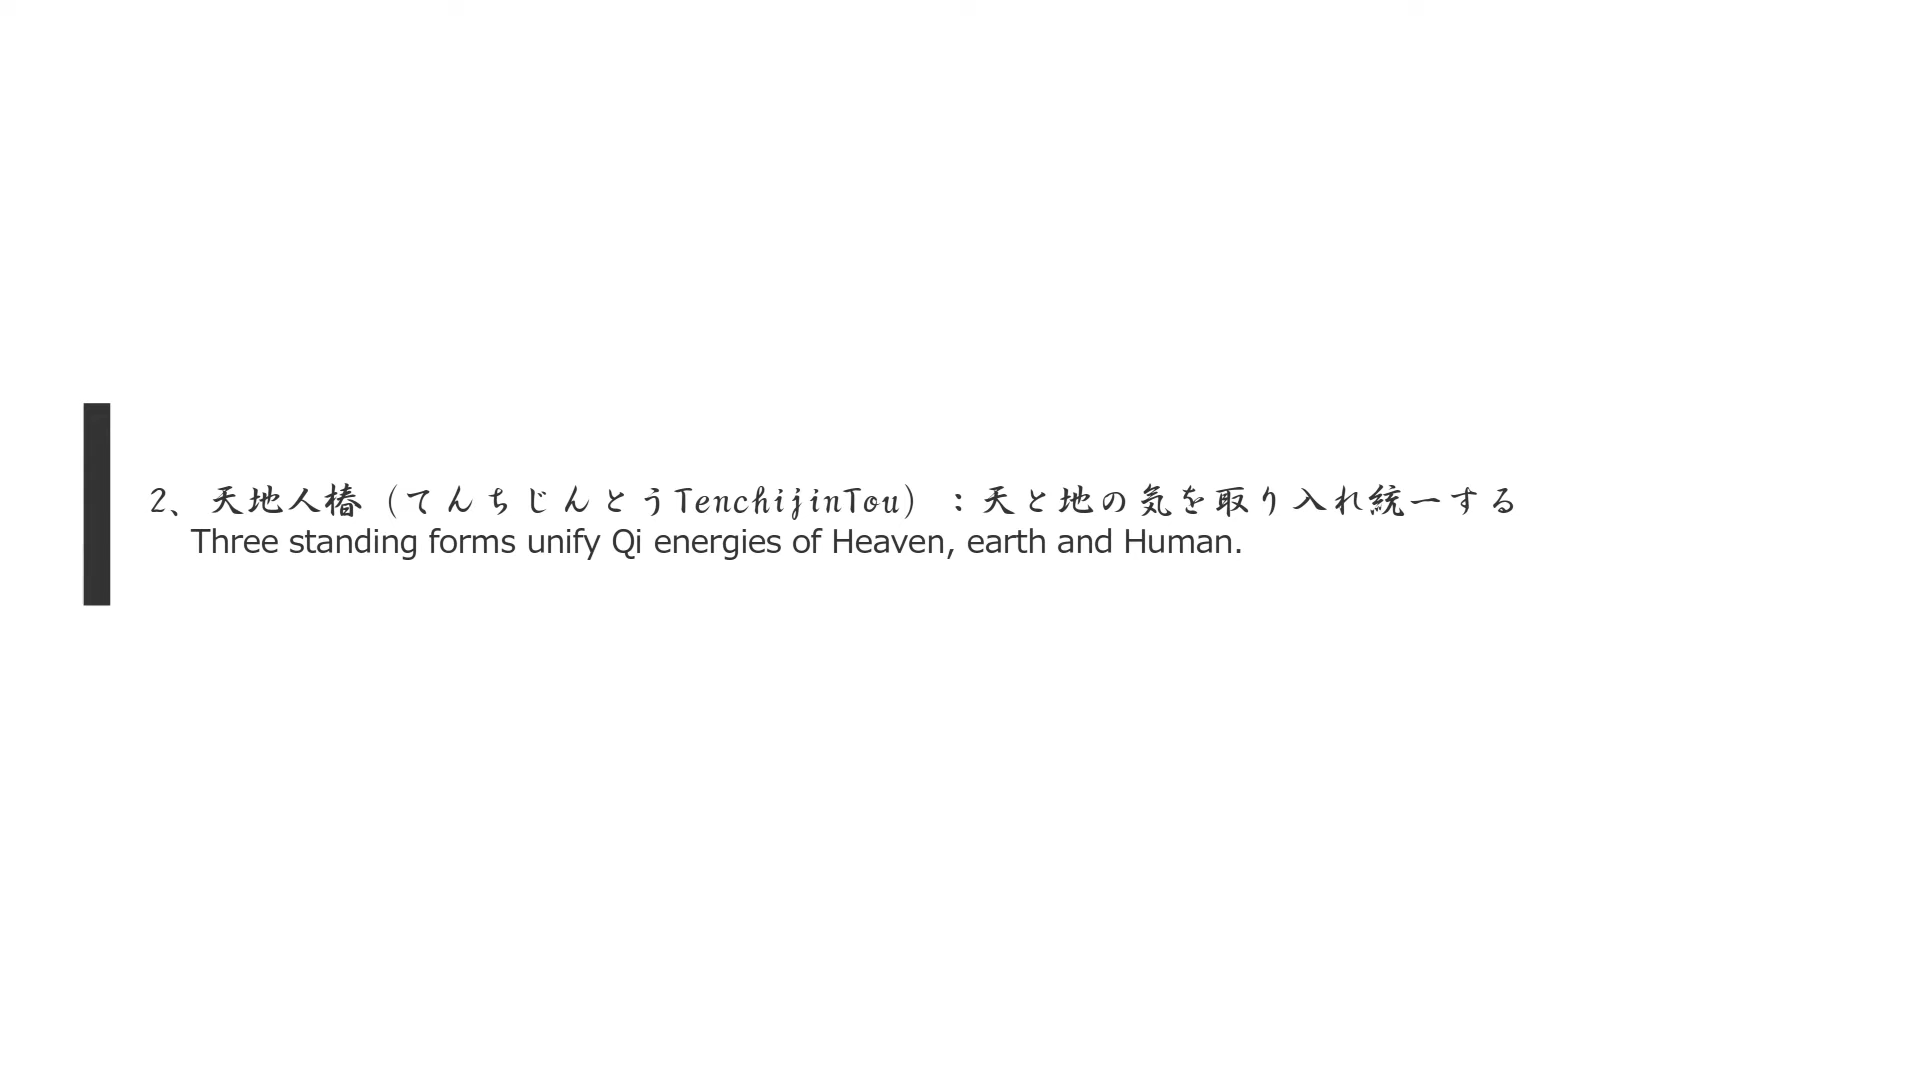 2、天地人椿（てんちじんとうTenchijinTou）：天と地の気を取り入れ統一する
Three standing forms unify Qi energies of Heaven, earth and Human.